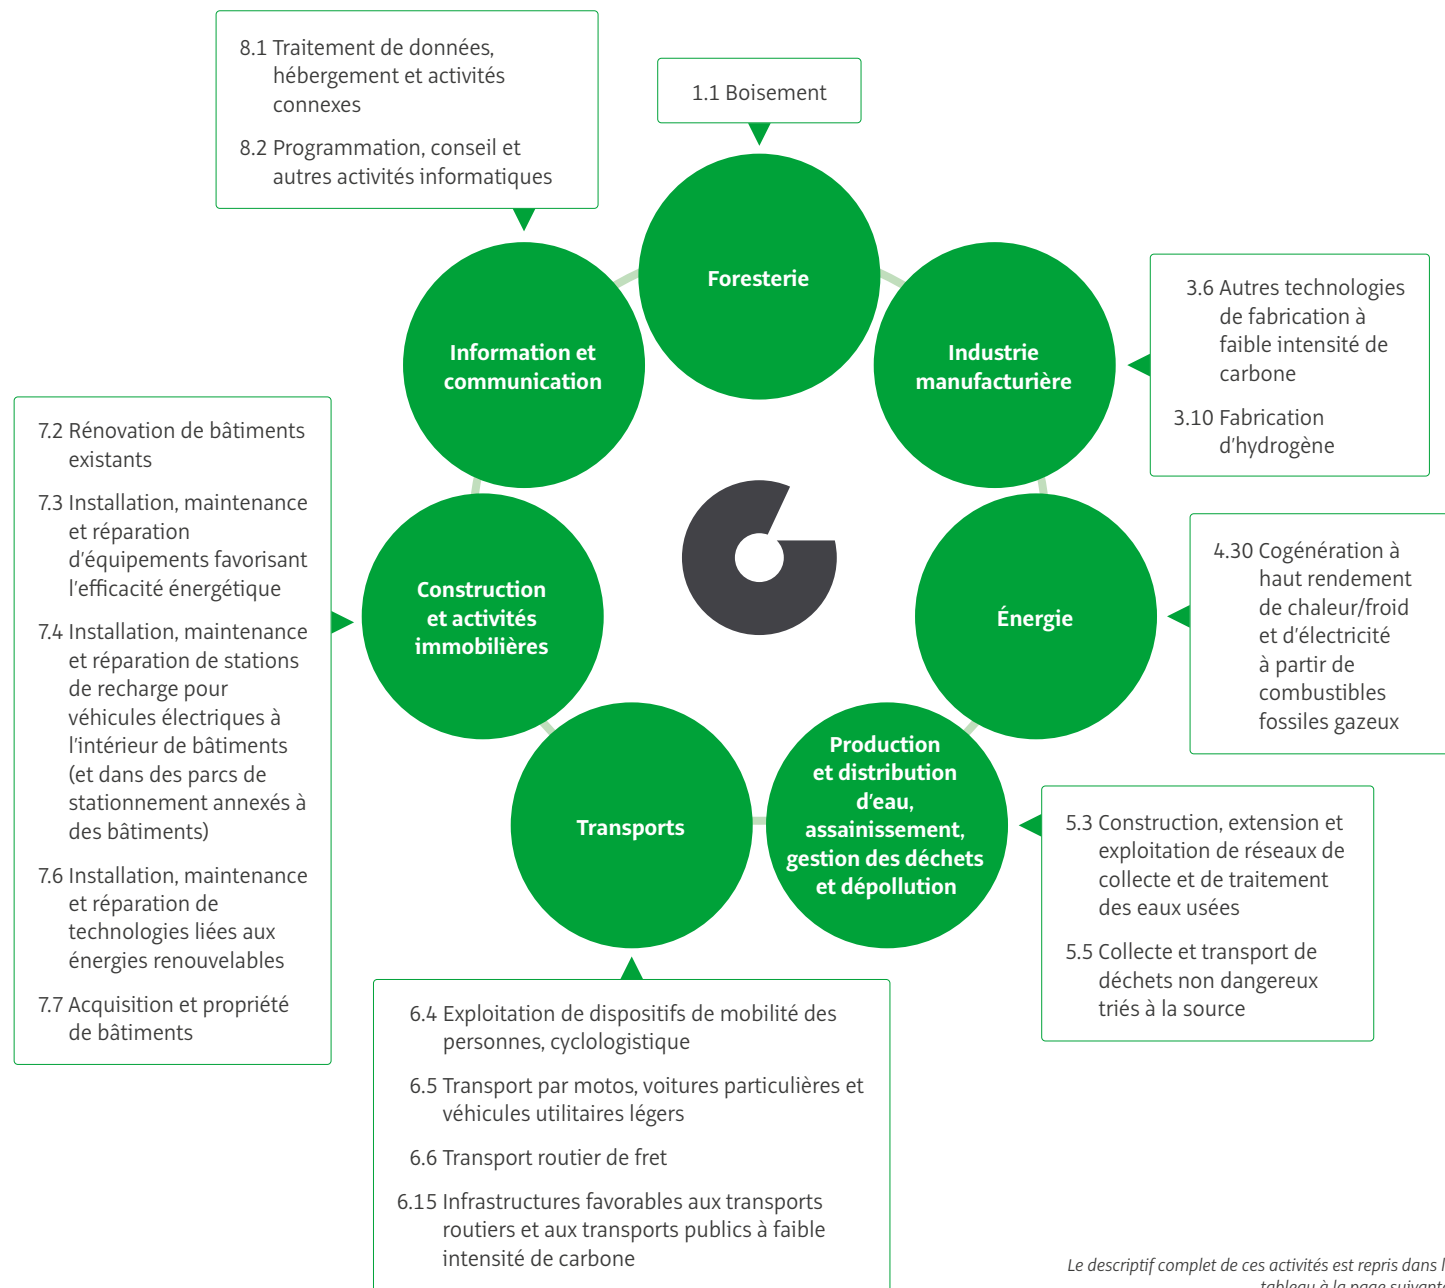 8.1 Traitement de données,
hébergement et activités
connexes
8.2 Programmation, conseil et
autres activités informatiques
1.1 Boisement
Foresterie
Information et
communication
Industrie
manufacturière
3.6 Autres technologies
de fabrication à
faible intensité de
carbone
3.10 Fabrication
d'hydrogène
7.2 Rénovation de bâtiments
existants
7.3 Installation, maintenance
et réparation
d'équipements favorisant
l'efficacité énergétique
7.4 Installation, maintenance
et réparation de stations
de recharge pour
véhicules électriques à
l'intérieur de bâtiments
(et dans des parcs de
stationnement annexés à
des bâtiments)
7.6 Installation, maintenance
et réparation de
technologies liées aux
énergies renouvelables
7.7 Acquisition et propriété
de bâtiments
Construction
et activités
immobilières
Énergie
4.30 Cogénération à
haut rendement
de chaleur/froid
et d'électricité
à partir de
combustibles
fossiles gazeux
Transports
Production
et distribution
d'eau,
assainissement,
gestion des déchets
et dépollution
5.3 Construction, extension et
exploitation de réseaux de
collecte et de traitement
des eaux usées
5.5 Collecte et transport de
déchets non dangereux
triés à la source
6.4 Exploitation de dispositifs de mobilité des
personnes, cyclologistique
6.5 Transport par motos, voitures particulières et
véhicules utilitaires légers
6.6 Transport routier de fret
6.15 Infrastructures favorables aux transports
routiers et aux transports publics à faible
intensité de carbone
Le descriptif complet de ces activités est repris dans
tableau à la page suivante